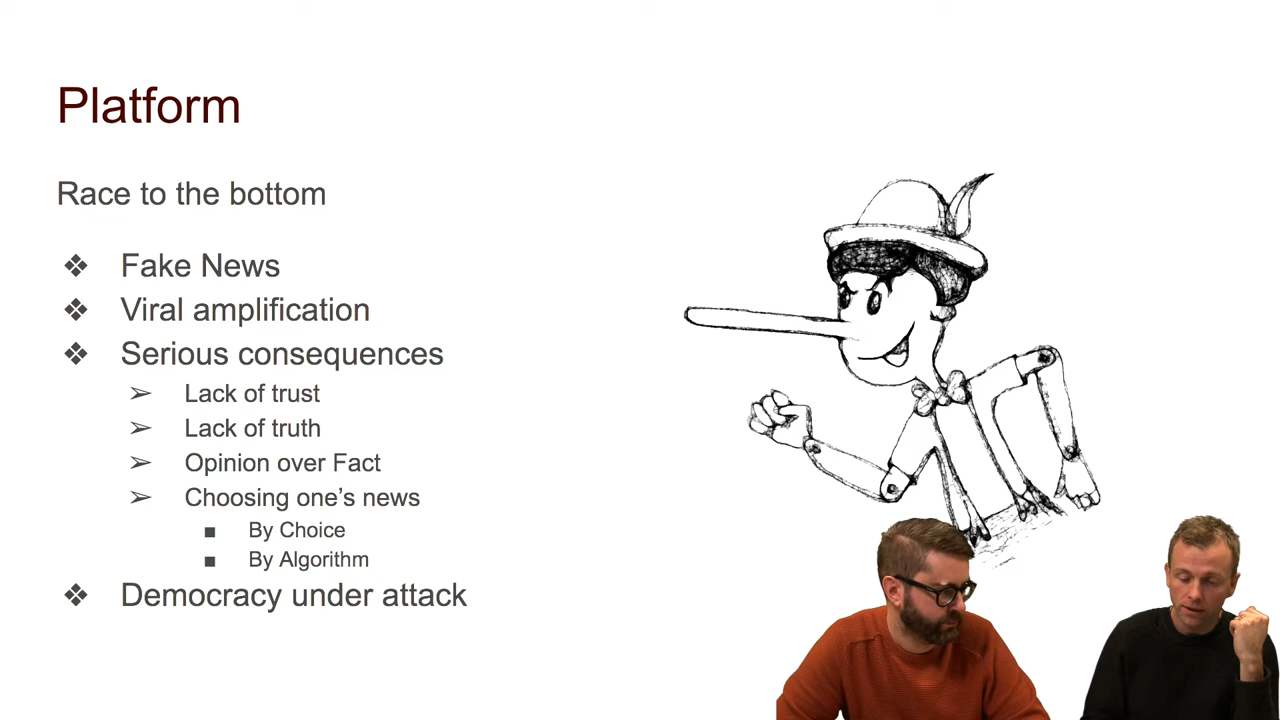 Platform
Race to the bottom
❖ Fake News
❖ Viral amplification
❖ Serious consequences
➢ Lack of trust
➢ Lack of truth
➢ Opinion over Fact
➢ Choosing one’s news
■ By Choice
■ By Algorithm
❖ Democracy under attack